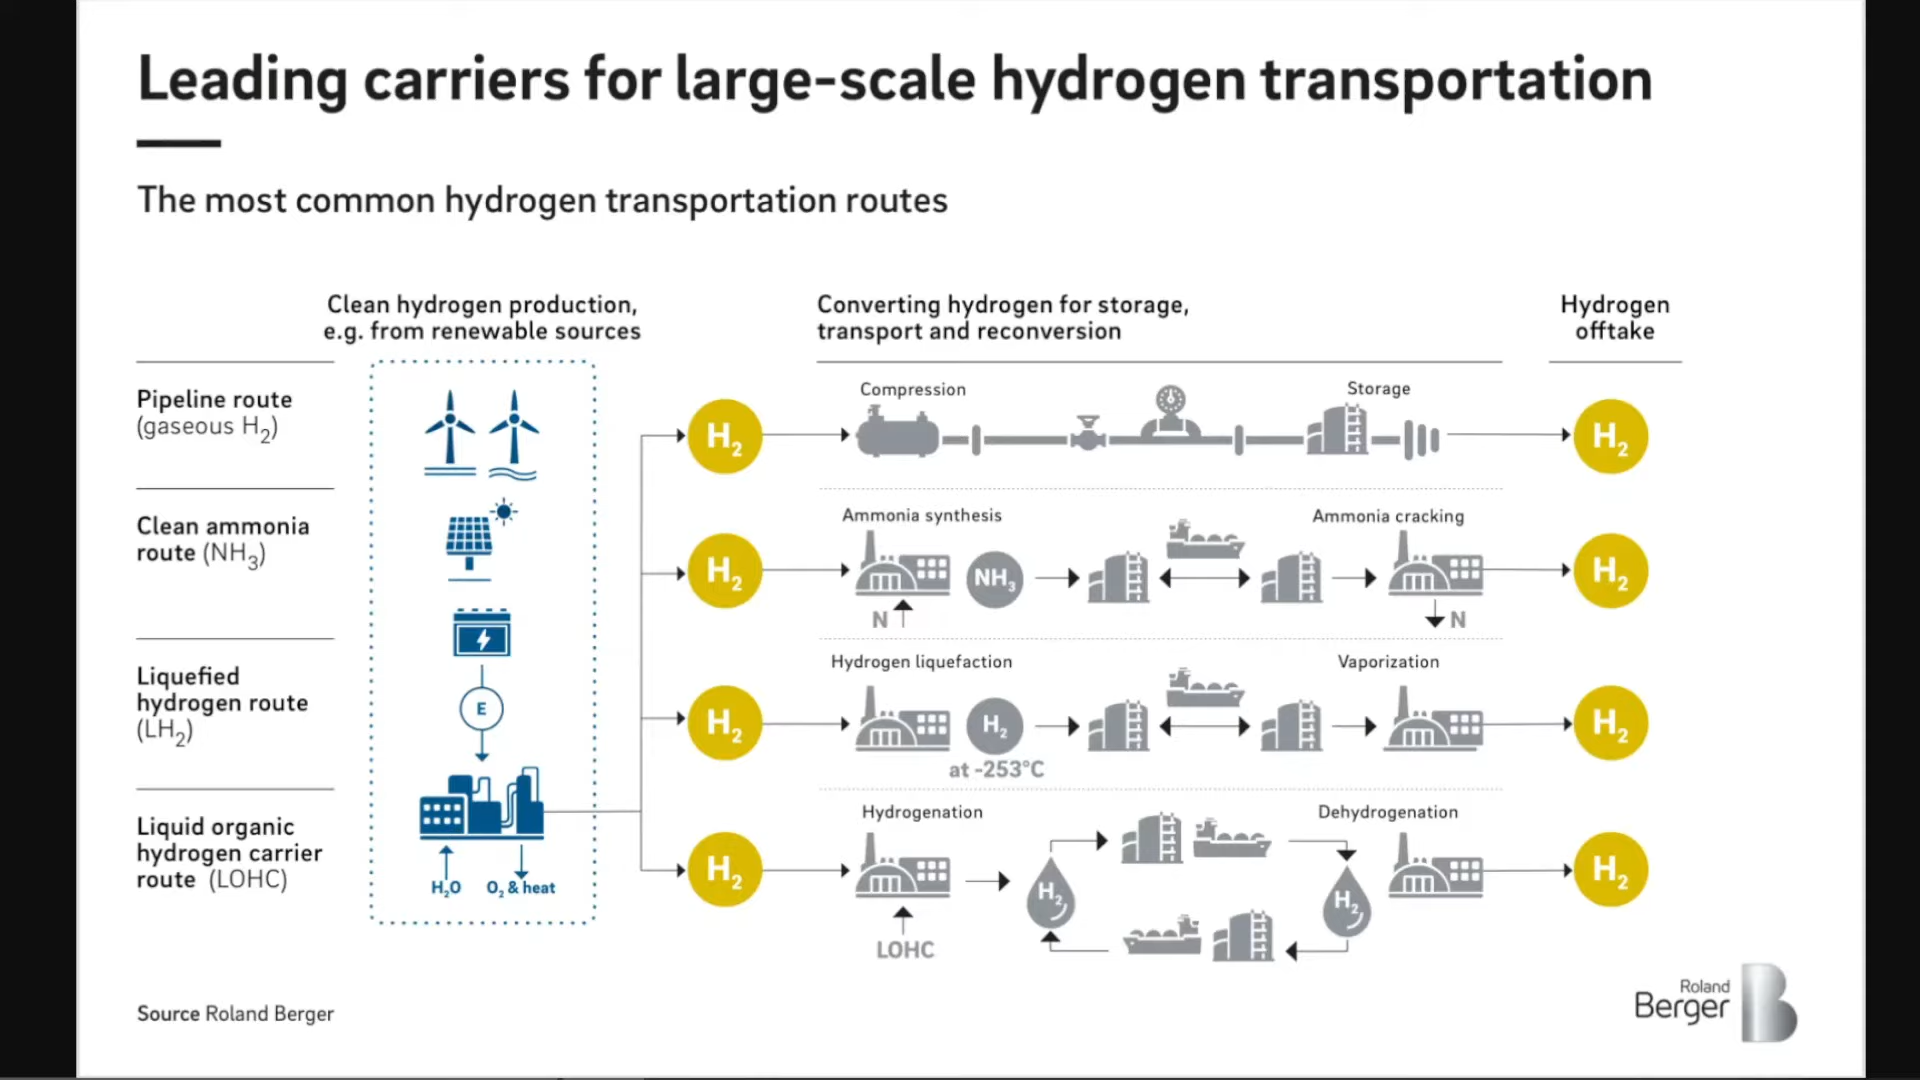 Leading carriers for large-scale hydrogen transportation
The most common hydrogen transportation routes
Clean hydrogen production,
e.g. from renewable sources
Converting hydrogen for storage,
transport and reconversion
Hydrogen
offtake
Pipeline route
(gaseous H₂)
H₂
Compression
Storage
H₂
Clean ammonia
route (NH₃)
H₂
Ammonia synthesis
NH₃
N
Ammonia cracking
N
H₂
Liquefied
hydrogen route
(LH₂)
E
H₂
Hydrogen liquefaction
H₂
at -253°C
Vaporization
H₂
Liquid organic
hydrogen carrier
route (LOHC)
H₂O
O₂ & heat
H₂
Hydrogenation
LOHC
H₂
H₂
Dehydrogenation
H₂
Source Roland Berger
Roland
Berger
B